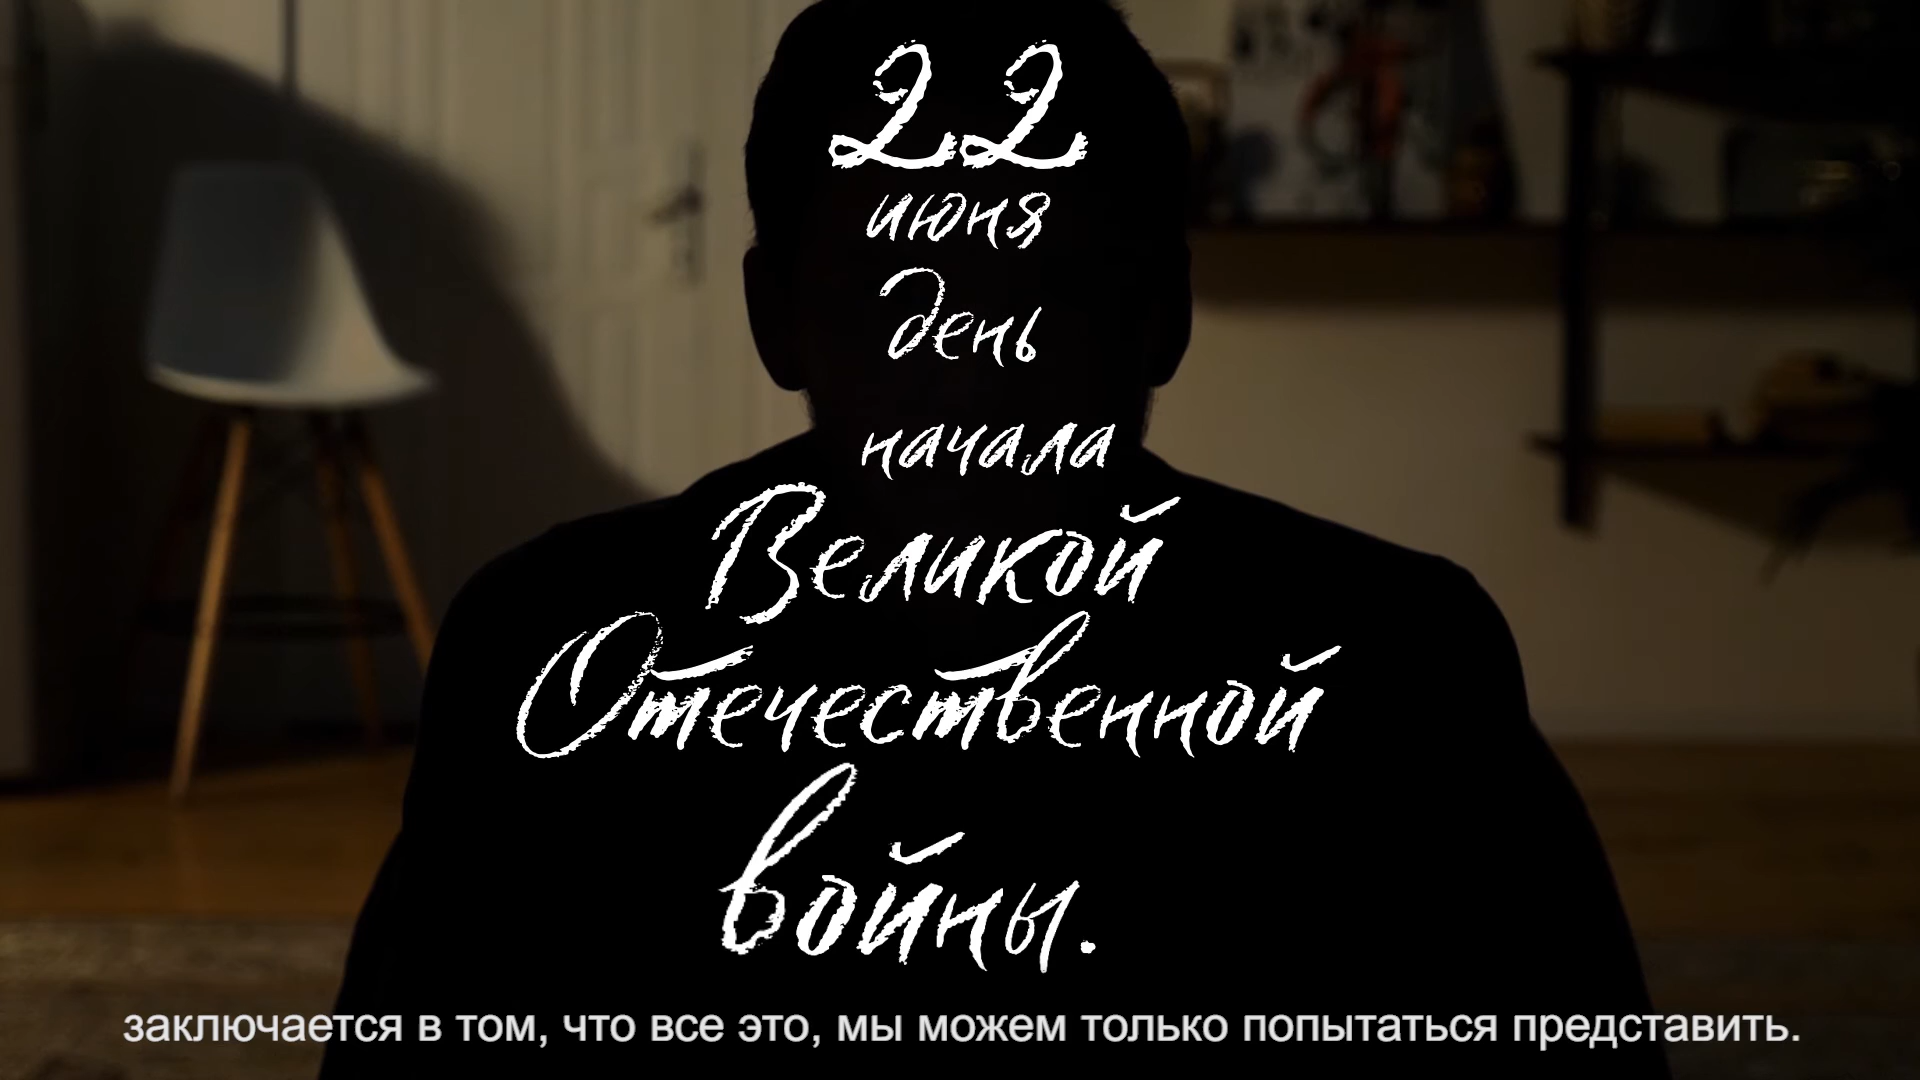 22
июня
день
начала
Великой
Отечественной
войны.
заключается в том, что все это, мы можем только попытаться представить.